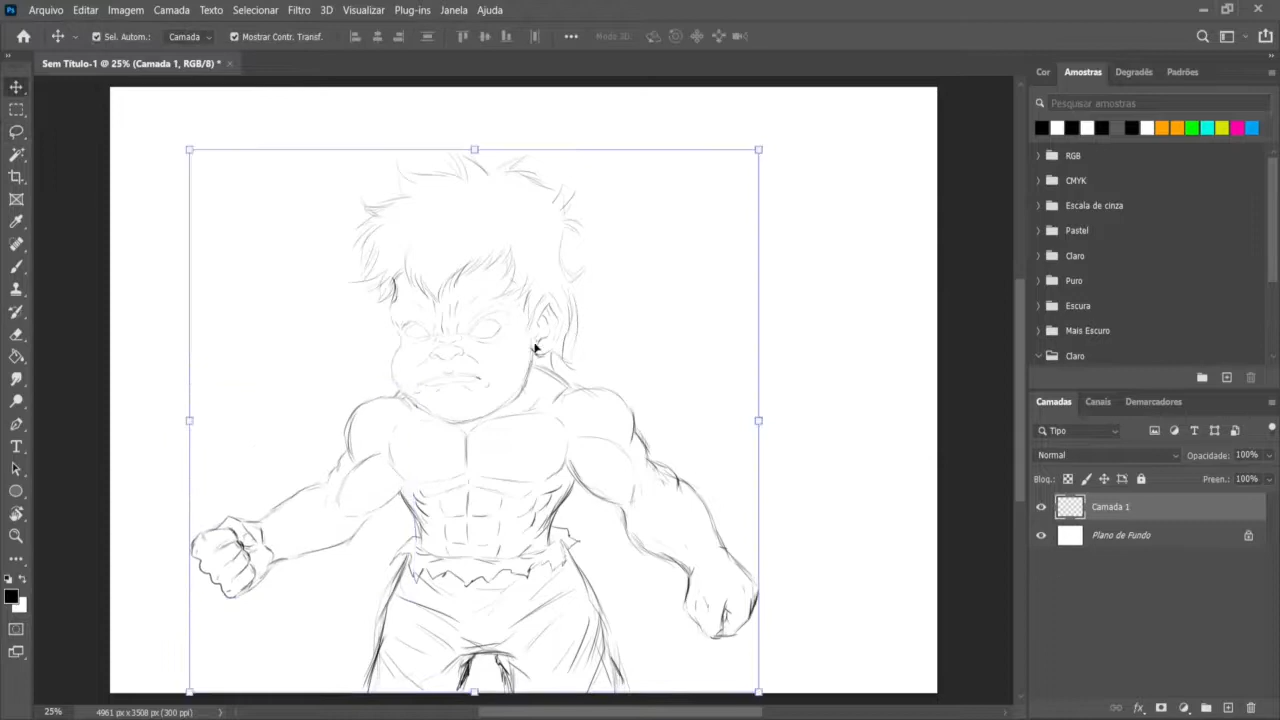 Ps Arquivo Editar Imagem Camada Texto Selecionar Filtro 3D Visualizar Plug-ins Janela Ajuda
Sel. Autom.: Camada Mostrar Contr. Transf. Modo 3D:
Sem Título-1 @ 25% (Camada 1, RGB/8) *
Cor Amostras Degradês Padrões
Pesquisar amostras
RGB
CMYK
Escala de cinza
Pastel
Claro
Puro
Escura
Mais Escuro
Claro
Camadas Canais Demarcadores
Tipo
Normal Opacidade: 100%
Bloq.: Preen.: 100%
Camada 1
Plano de Fundo
25% 4961 px x 3508 px (300 ppi)